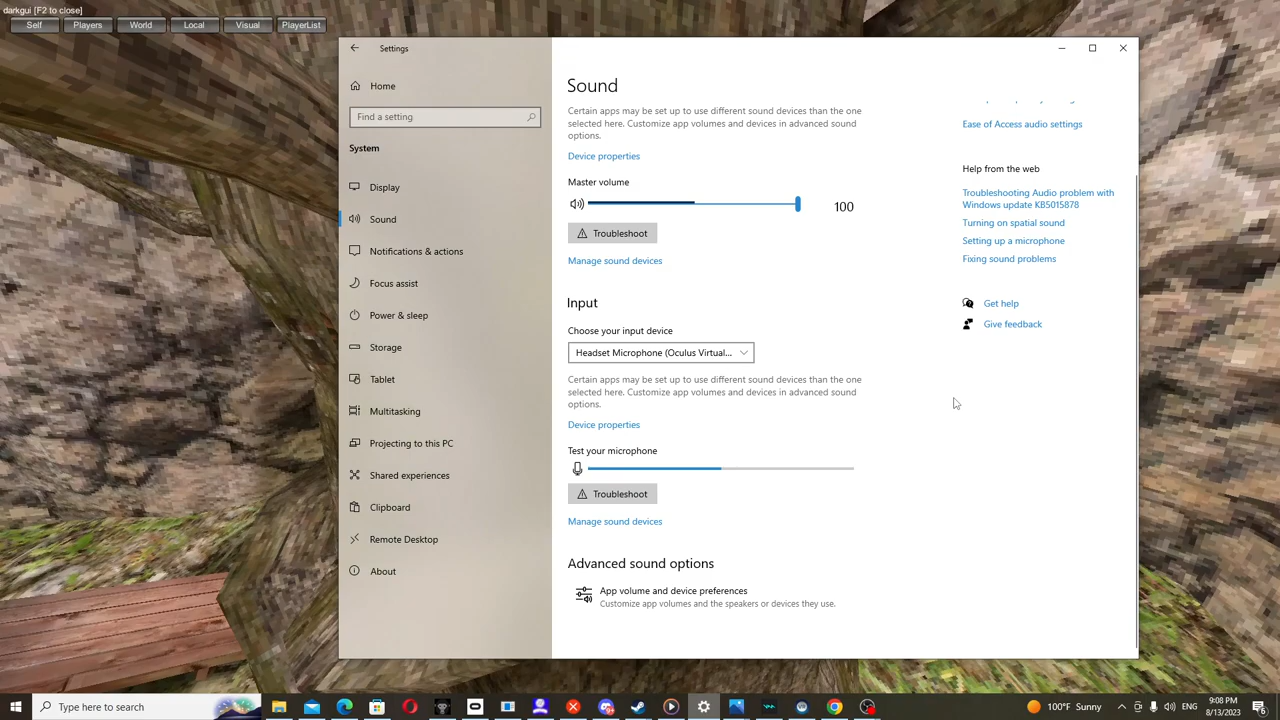 darkgui [F2 to close]
Self
Players
World
Local
Visual
PlayerList
Settings
Home
Find a setting
System
Display
Sound
Notifications & actions
Focus assist
Power & sleep
Storage
Tablet
Multitasking
Projecting to this PC
Shared experiences
Clipboard
Remote Desktop
About
Sound
Certain apps may be set up to use different sound devices than the one
selected here. Customize app volumes and devices in advanced sound
options.
Device properties
Master volume
100
Troubleshoot
Manage sound devices
Input
Choose your input device
Headset Microphone (Oculus Virtual...
Certain apps may be set up to use different sound devices than the one
selected here. Customize app volumes and devices in advanced sound
options.
Device properties
Test your microphone
Troubleshoot
Manage sound devices
Advanced sound options
App volume and device preferences
Customize app volumes and the speakers or devices they use.
Ease of Access audio settings
Help from the web
Troubleshooting Audio problem with
Windows update KB5015878
Turning on spatial sound
Setting up a microphone
Fixing sound problems
Get help
Give feedback
Type here to search
100°F Sunny
ENG
9:08 PM
8/13/2023